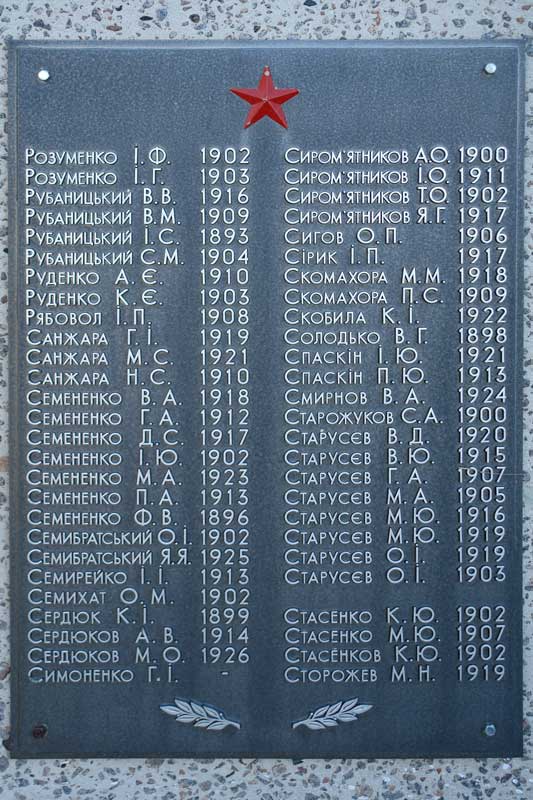 Розуменко І.Ф. 1902
Розуменко І.Г. 1903
Рубаницький В.В. 1916
Рубаницький В.М. 1909
Рубаницький І.С. 1893
Рубаницький С.М. 1904
Руденко А.Є. 1910
Руденко К.Є. 1903
Рябовол І.П. 1908
Санжара Г.І. 1919
Санжара М.С. 1921
Санжара Н.С. 1910
Семененко В.А. 1918
Семененко Г.А. 1912
Семененко Д.С. 1917
Семененко І.Ю. 1902
Семененко М.А. 1923
Семененко П.А. 1913
Семененко Ф.В. 1896
Семибратський О.І. 1902
Семибратський Я.Я. 1925
Семирейко І.І. 1913
Семихат О.М. 1902
Сердюк К.І. 1899
Сердюков А.В. 1914
Сердюков М.О. 1926
Симоненко Г.І. -
Сиром'ятников А.О. 1900
Сиром'ятников І.О. 1911
Сиром'ятников Т.О. 1902
Сиром'ятников Я.Г. 1917
Сигов О.П. 1906
Сірик І.П. 1917
Скомахора М.М. 1918
Скомахора П.С. 1909
Скобила К.І. 1922
Солодько В.Г. 1898
Спаскін І.Ю. 1921
Спаскін П.Ю. 1913
Смирнов В.А. 1924
Старожуков С.А. 1900
Старусєв В.Д. 1920
Старусєв В.Ю. 1915
Старусєв Г.А. 1907
Старусєв М.А. 1905
Старусєв М.Ю. 1916
Старусєв М.Ю. 1919
Старусєв О.І. 1919
Старусєв О.І. 1903
Стасенко К.Ю. 1902
Стасенко М.Ю. 1907
Стасёнков К.Ю. 1902
Сторожев М.Н. 1919